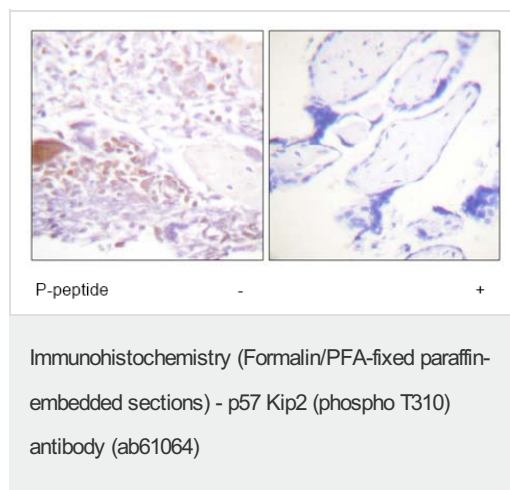 P-peptide - +
Immunohistochemistry (Formalin/PFA-fixed paraffin-
embedded sections) - p57 Kip2 (phospho T310)
antibody (ab61064)